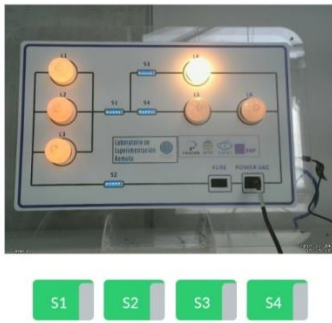 L1
L4
S3
L2
S1
S4
L5
L6
L3
Laboratorio de
Experimentación
Remota
S2
FUSE
POWER
S1
S2
S3
S4